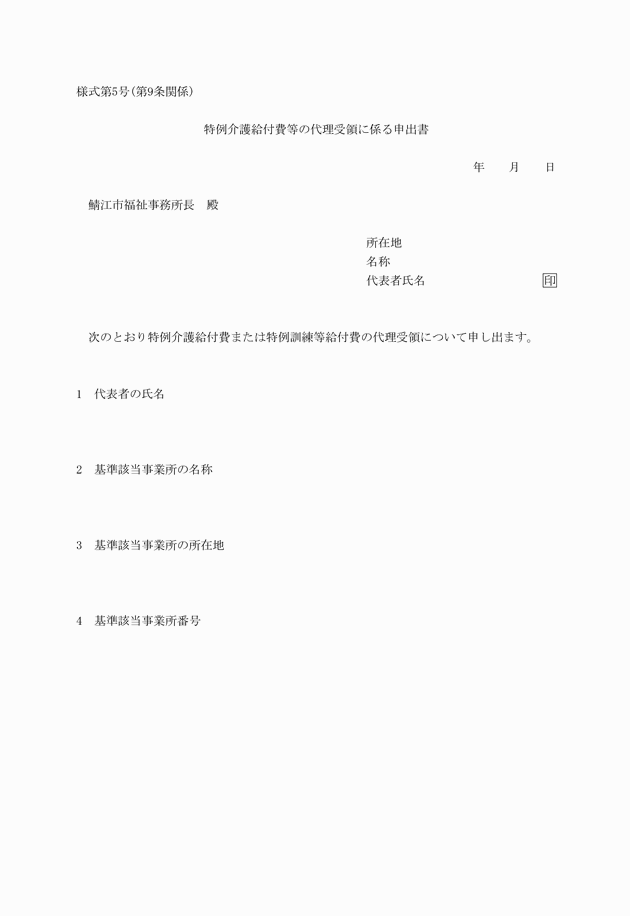 様式第5号(第9条関係)
特例介護給付費等の代理受領に係る申出書
年　　月　　日
鯖江市福祉事務所長　殿
所在地
名称
代表者氏名　　　　　　　　　　印
次のとおり特例介護給付費または特例訓練等給付費の代理受領について申し出ます。
1　代表者の氏名
2　基準該当事業所の名称
3　基準該当事業所の所在地
4　基準該当事業所番号